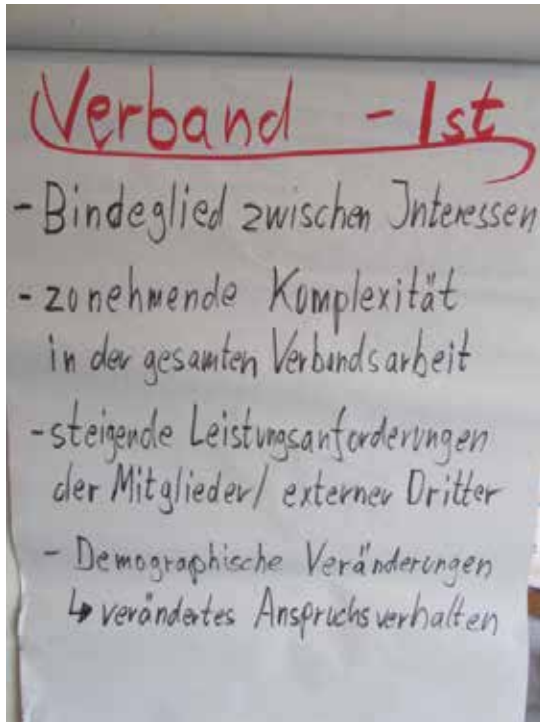 Verband - Ist
- Bindeglied zwischen Interessen
- zunehmende Komplexität
in der gesamten Verbandsarbeit
- steigende Leistungsanforderungen
der Mitglieder/ externer Dritter
- Demographische Veränderungen
↳ verändertes Anspruchsverhalten